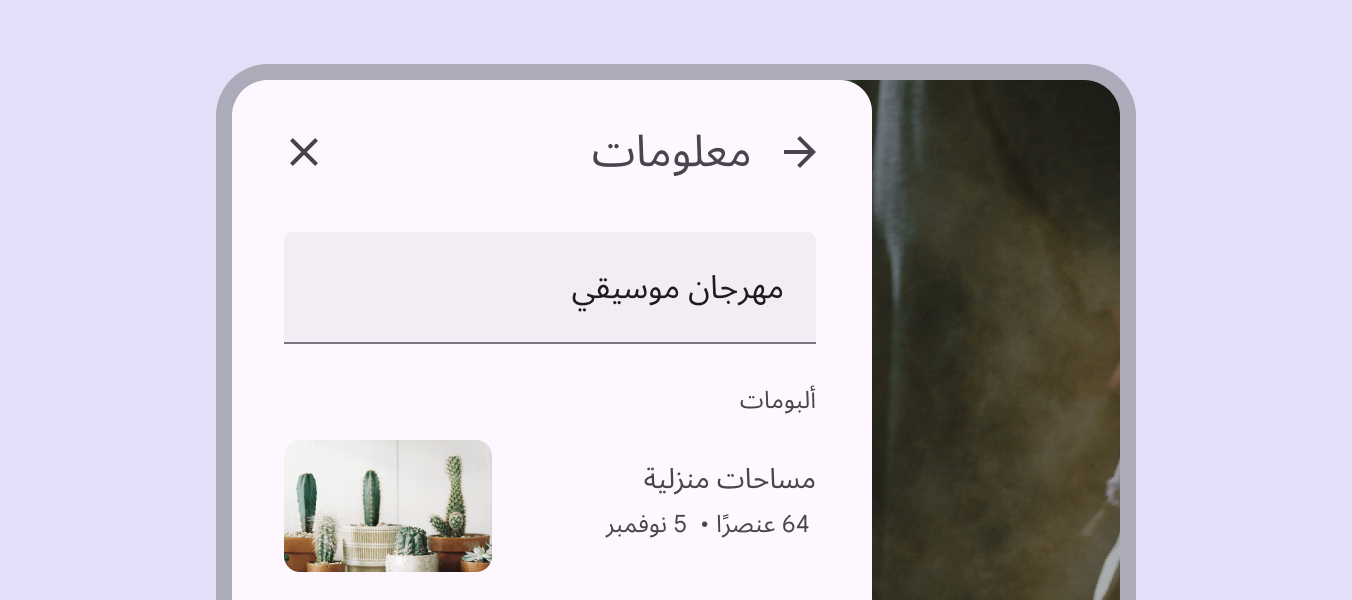 معلومات
مهرجان موسيقي
ألبومات
مساحات منزلية
64 عنصرًا • 5 نوفمبر